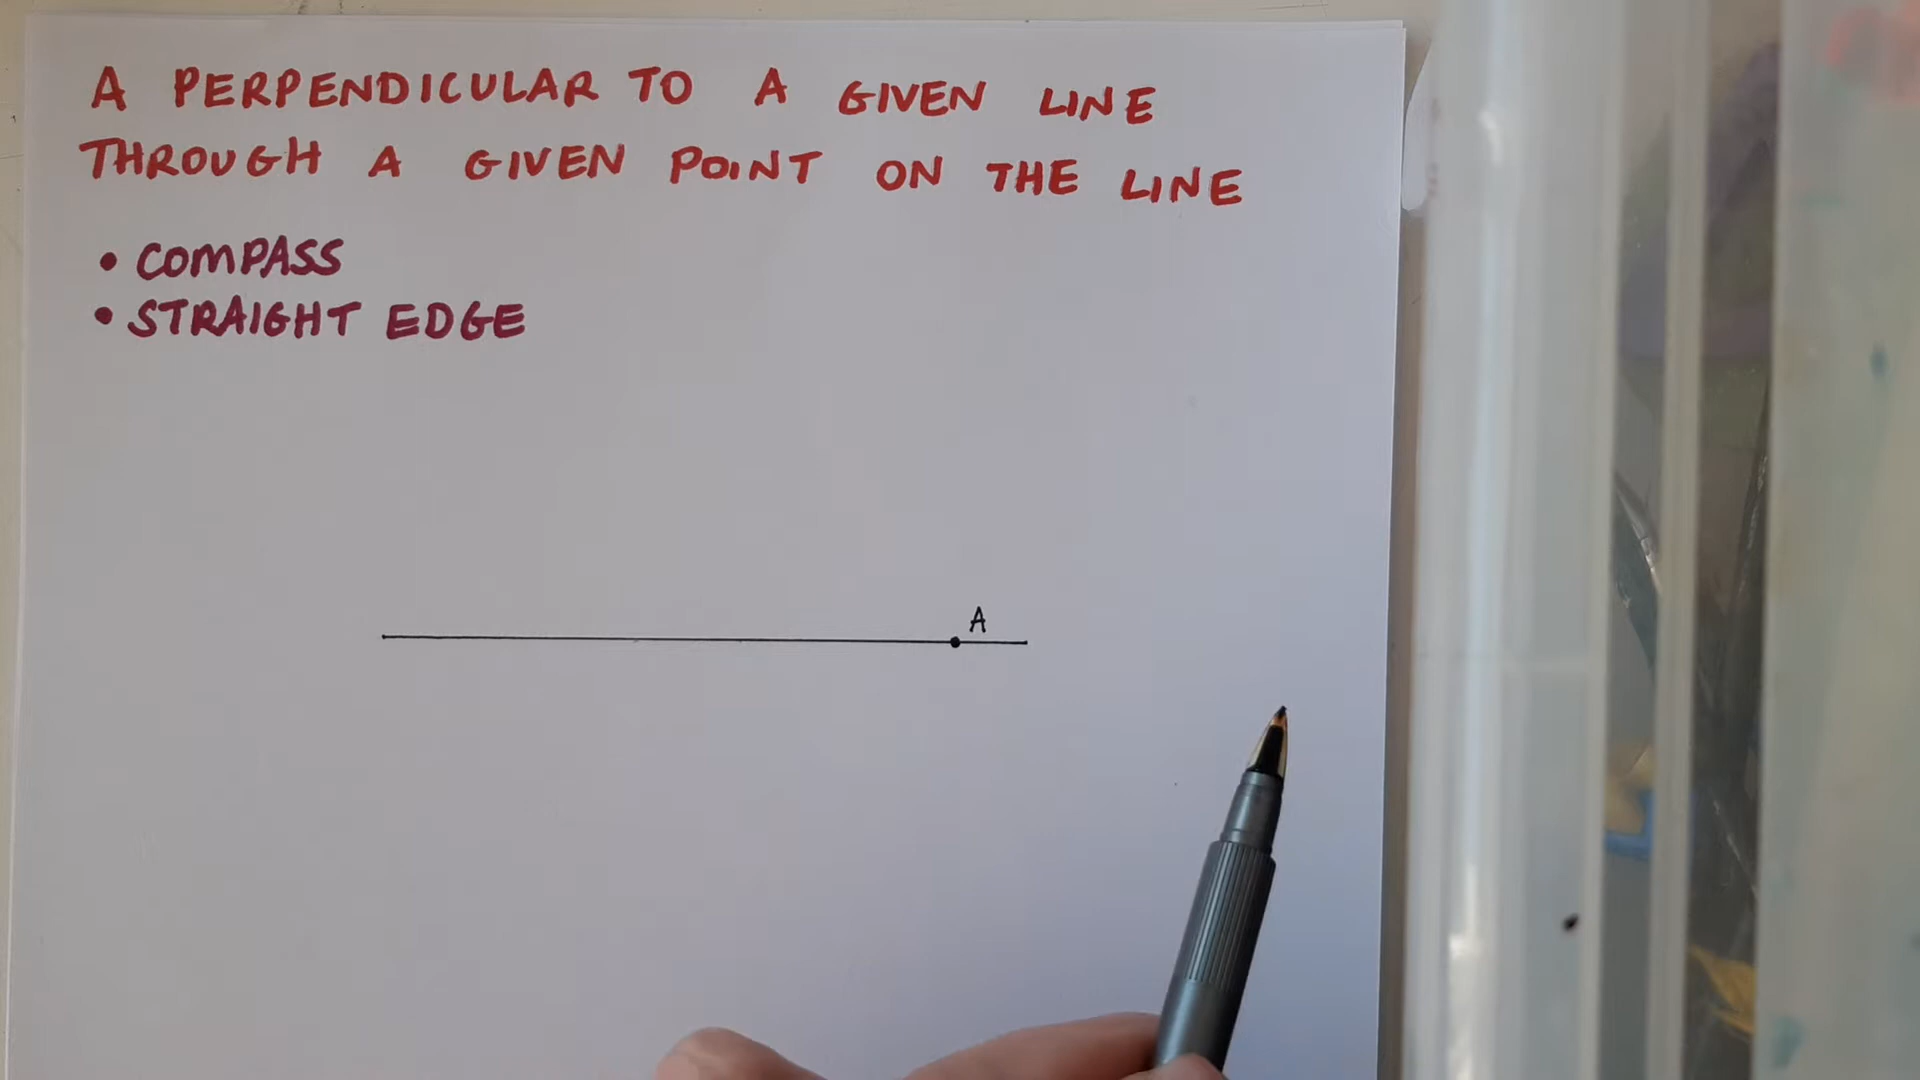 A PERPENDICULAR TO A GIVEN LINE
THROUGH A GIVEN POINT ON THE LINE
• COMPASS
• STRAIGHT EDGE
A